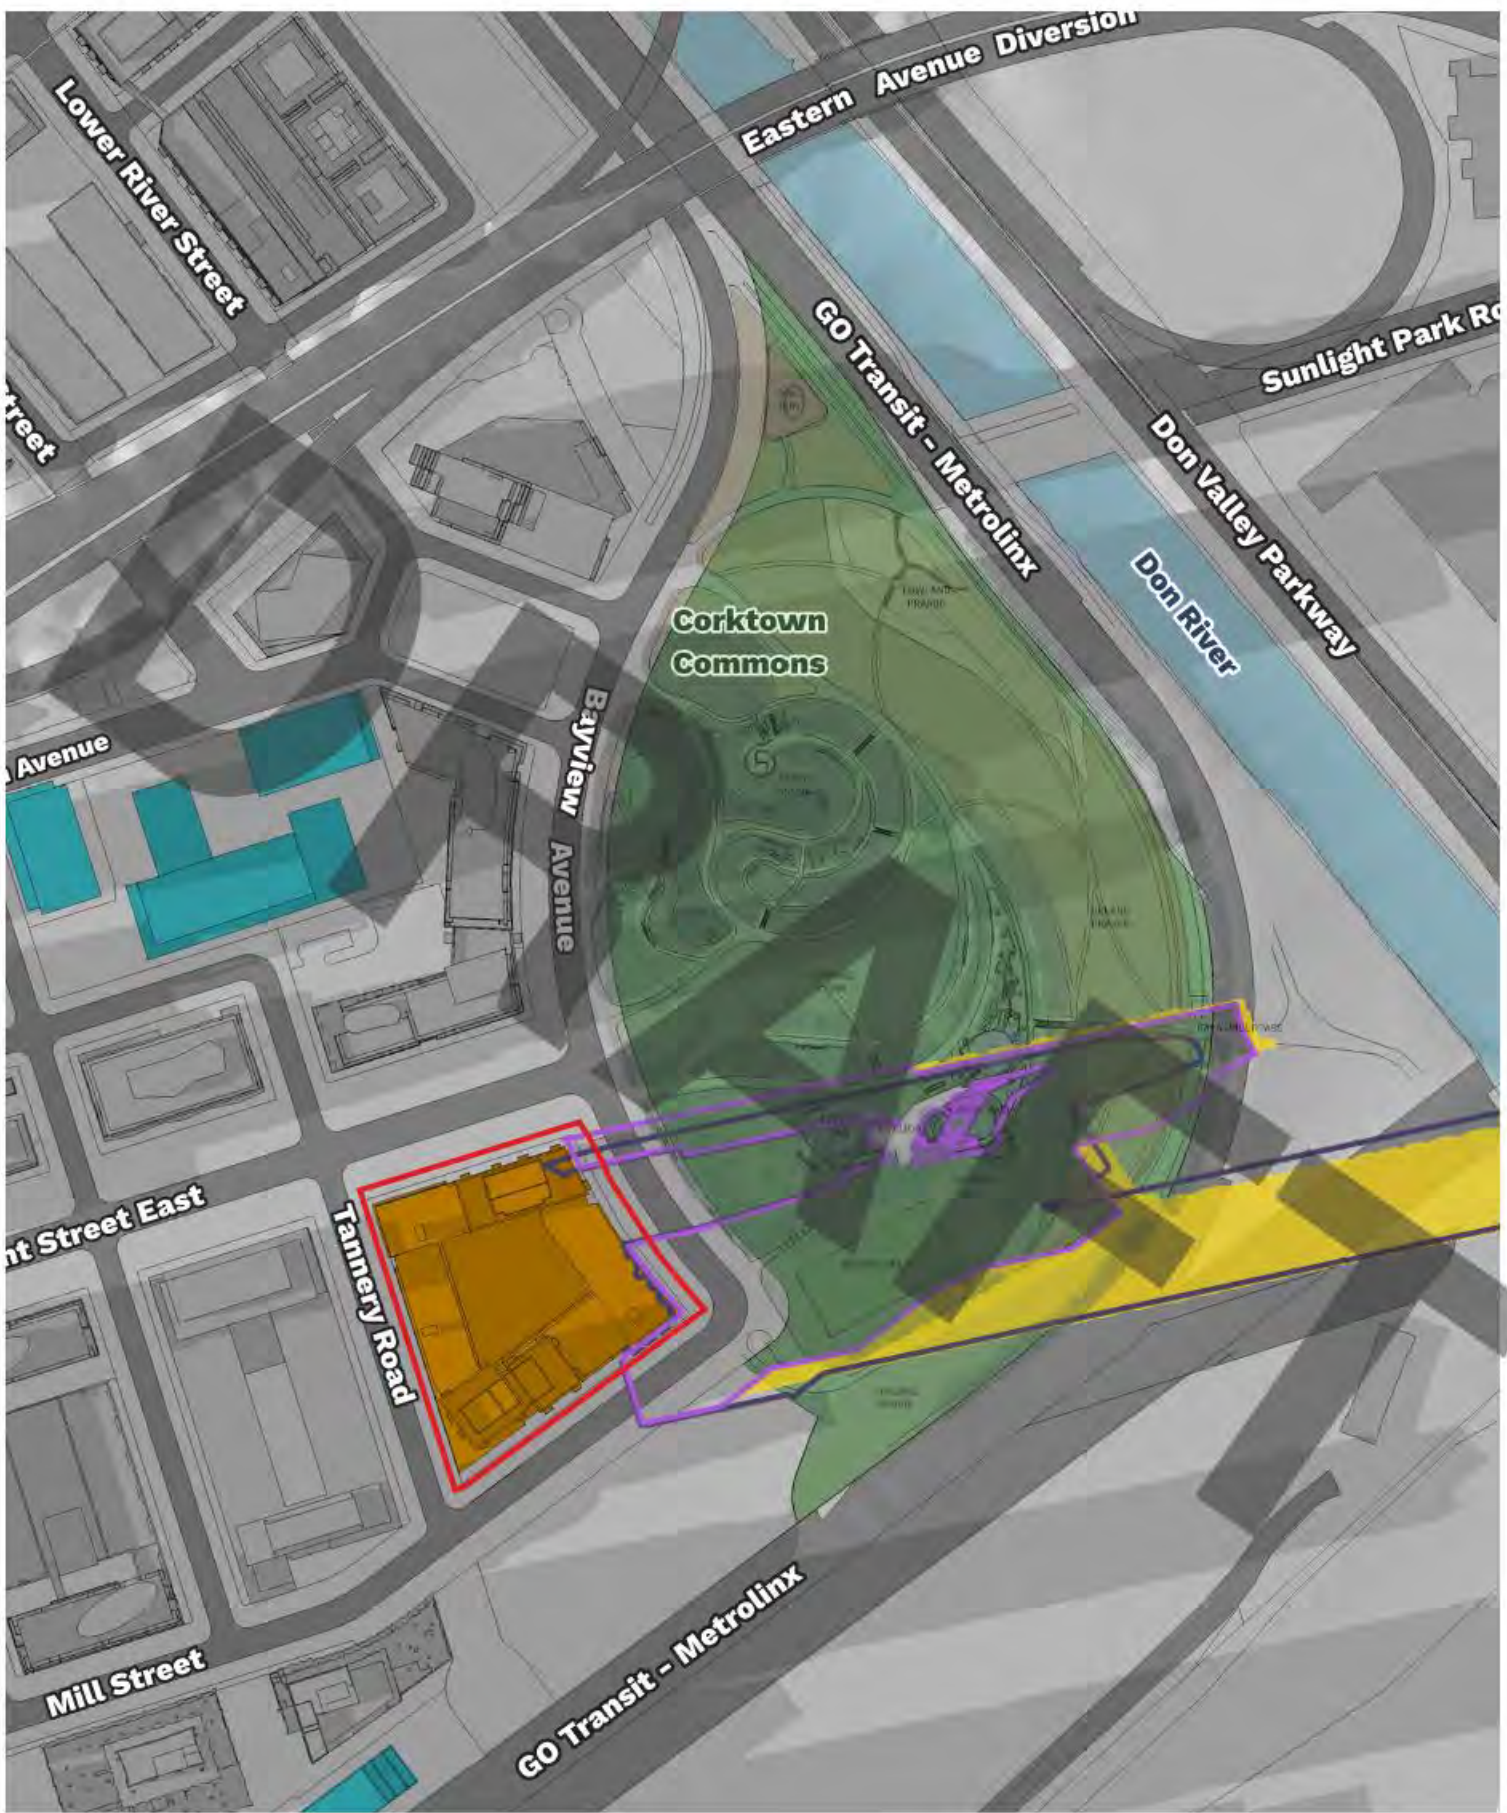 Eastern Avenue Diversion
Lower River Street
GO Transit - Metrolinx
Sunlight Park Ro
treet
Don Valley Parkway
Don River
Corktown
Commons
Bayview Avenue
Avenue
nt Street East
Tannery Road
Mill Street
GO Transit - Metrolinx
DRAFT